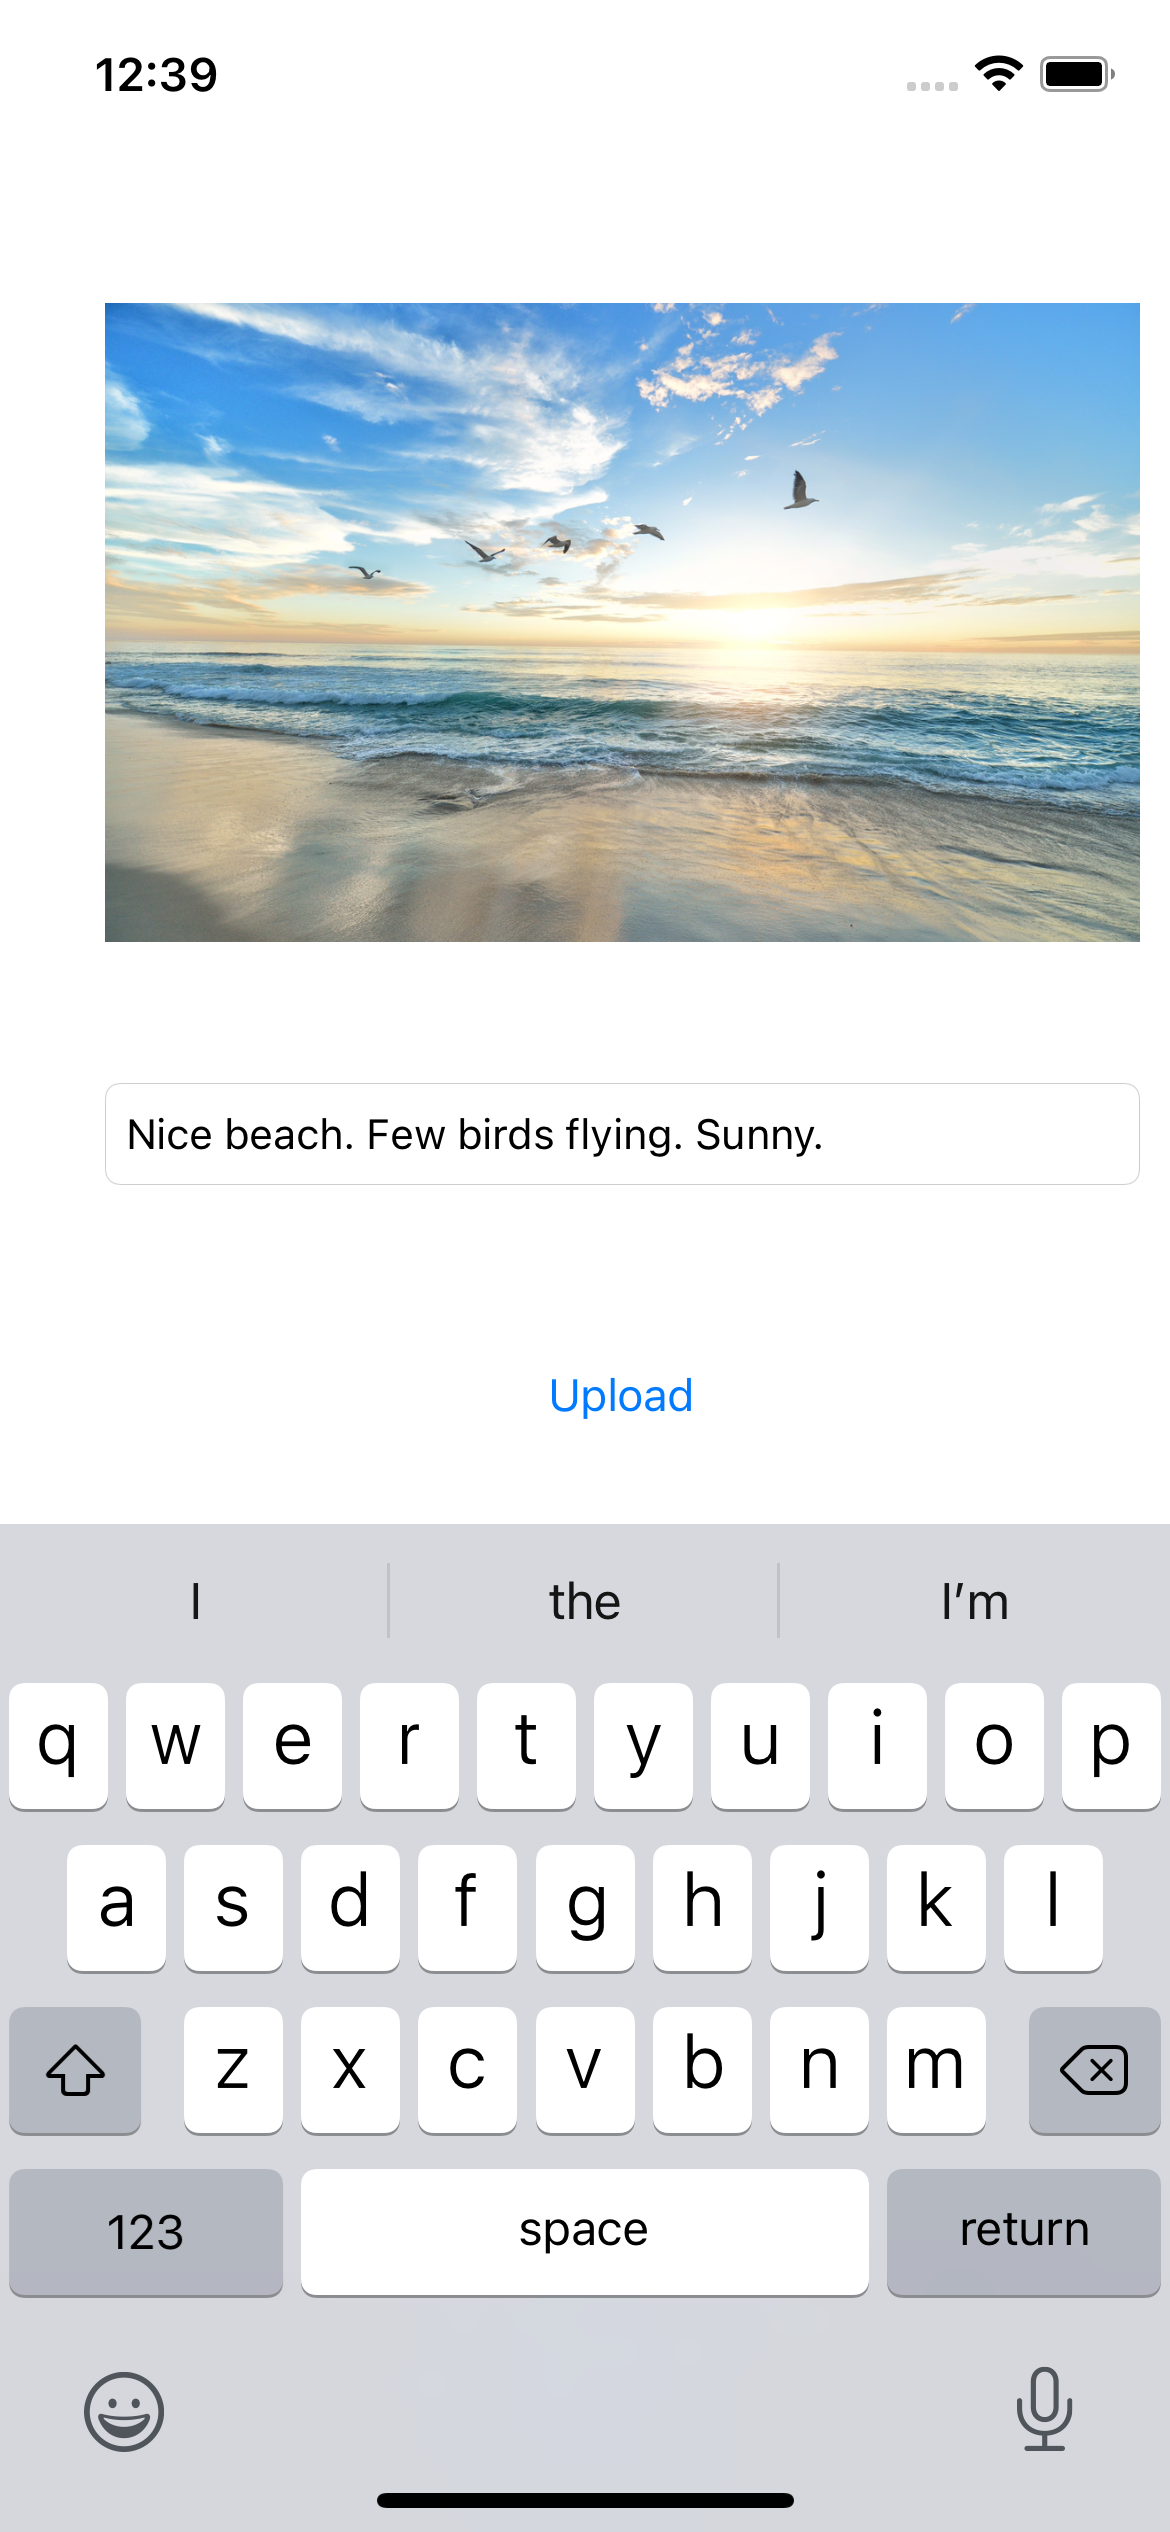 12:39
Nice beach. Few birds flying. Sunny.
Upload
I the I’m
q w e r t y u i o p
a s d f g h j k l
z x c v b n m
123 space return